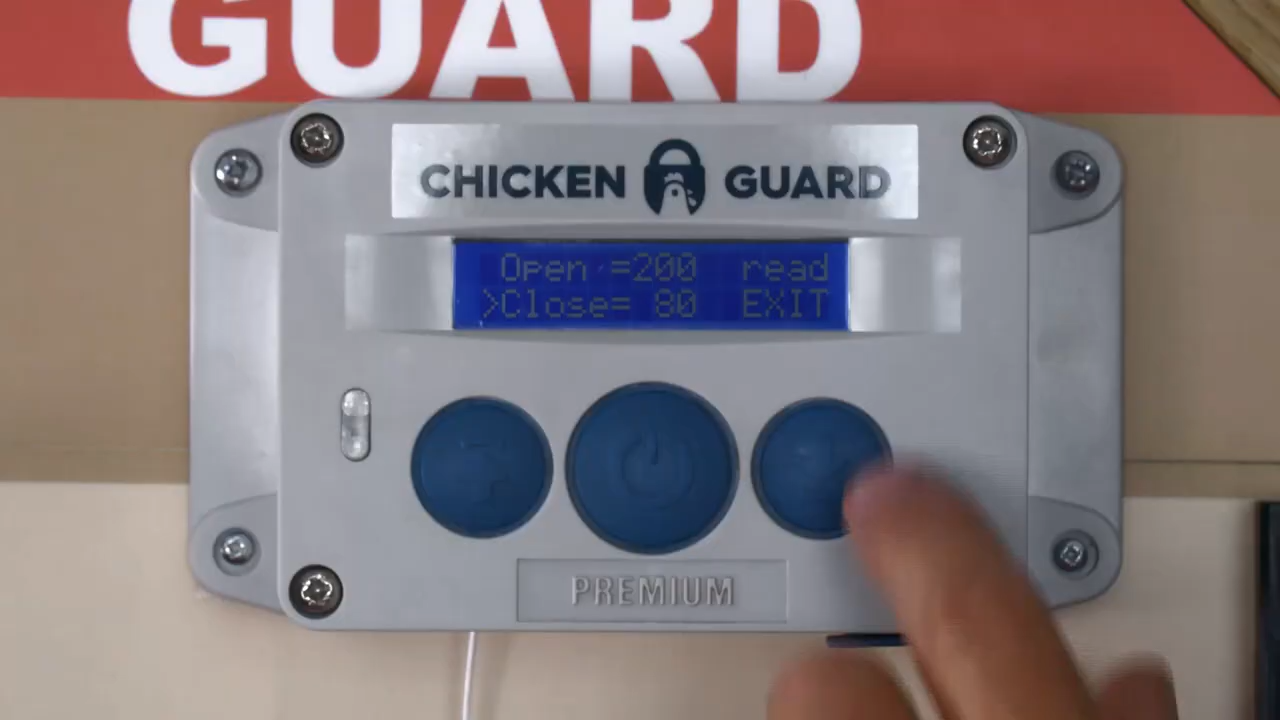 GUARD
CHICKEN GUARD
Open =200 read
>Close= 80 EXIT
PREMIUM